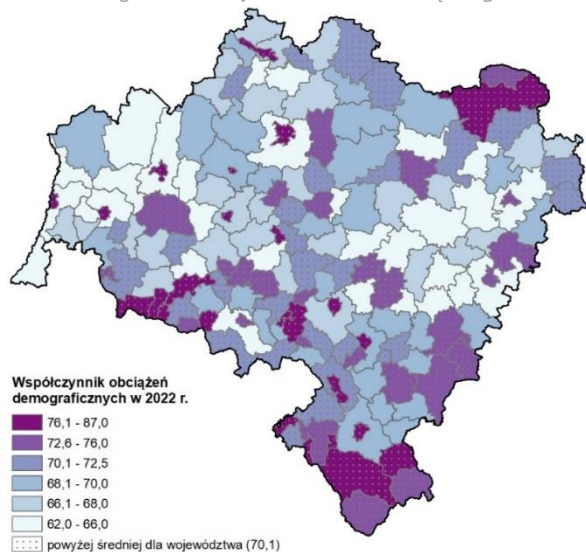 Współczynnik obciążeń
demograficznych w 2022 r.
76,1 - 87,0
72,6 - 76,0
70,1 - 72,5
68,1 - 70,0
66,1 - 68,0
62,0 - 66,0
powyżej średniej dla województwa (70,1)